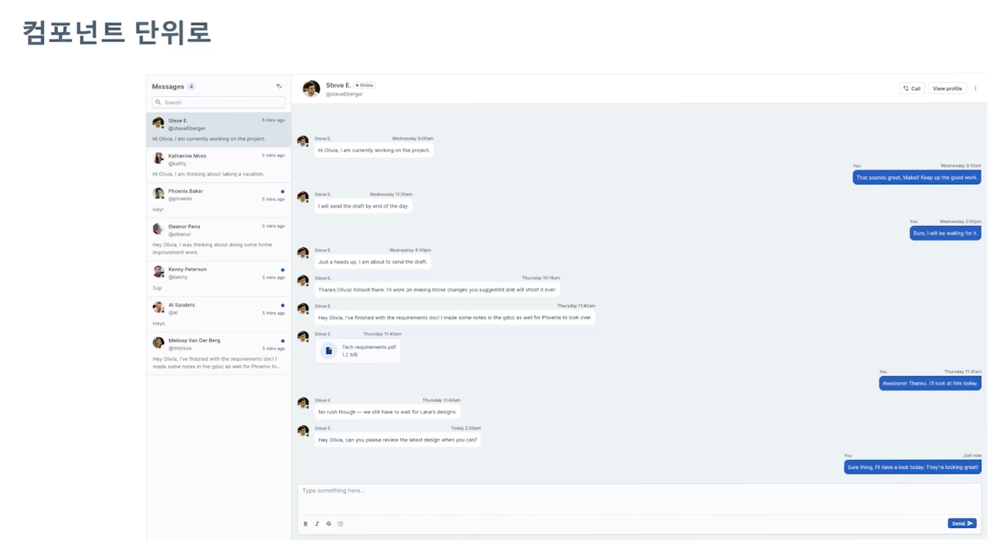 컴포넌트 단위로
Messages 4
Search
Steve E.
5 mins ago
@steveEberger
Hi Olivia, I am currently working on the project.
Katherine Moss
5 mins ago
@kathy
Hi Olivia, I am thinking about taking a vacation.
Phoenix Baker
@phoenix
5 mins ago
Hey!
Eleanor Pena
5 mins ago
@eleanor
Hey Olivia, I was thinking about doing some home
improvement work.
Kenny Peterson
@kenny
5 mins ago
Sup
Al Sanders
@al
5 mins ago
Heyo
Melissa Van Der Berg
@melissa
5 mins ago
Hey Olivia, I've finished with the requirements doc! I
made some notes in the gdoc as well for Phoenix to...
Steve E. Online
@steveEberger
Call
View profile
Steve E. Wednesday 9:00am
Hi Olivia, I am currently working on the project.
You Wednesday 9:10am
That sounds great, Mabel! Keep up the good work.
Steve E. Wednesday 11:30am
I will send the draft by end of the day.
You Wednesday 2:00pm
Sure, I will be waiting for it.
Steve E. Wednesday 4:30pm
Just a heads up, I am about to send the draft.
Steve E. Thursday 10:16am
Thanks Olivia! Almost there. I'll work on making those changes you suggested and will shoot it over.
Steve E. Thursday 11:40am
Hey Olivia, I've finished with the requirements doc! I made some notes in the gdoc as well for Phoenix to look over.
Steve E. Thursday 11:40am
Tech requirements.pdf
1.2 MB
You Thursday 11:41am
Awesome! Thanks. I'll look at this today.
Steve E. Thursday 11:44am
No rush though — we still have to wait for Lana's designs.
Steve E. Today 2:20pm
Hey Olivia, can you please review the latest design when you can?
You Just now
Sure thing, I'll have a look today. They're looking great!
Type something here...
B I S
Send